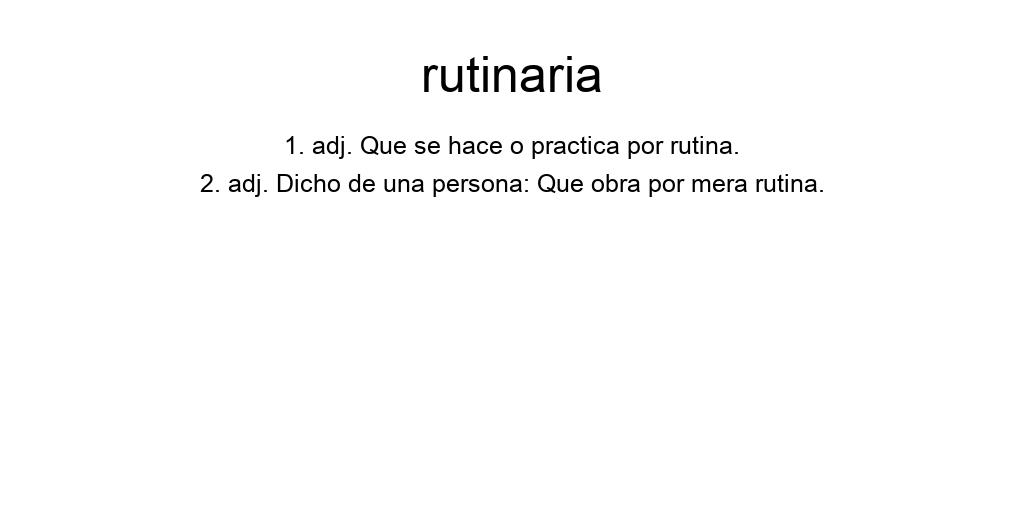 rutinaria
1. adj. Que se hace o practica por rutina.
2. adj. Dicho de una persona: Que obra por mera rutina.